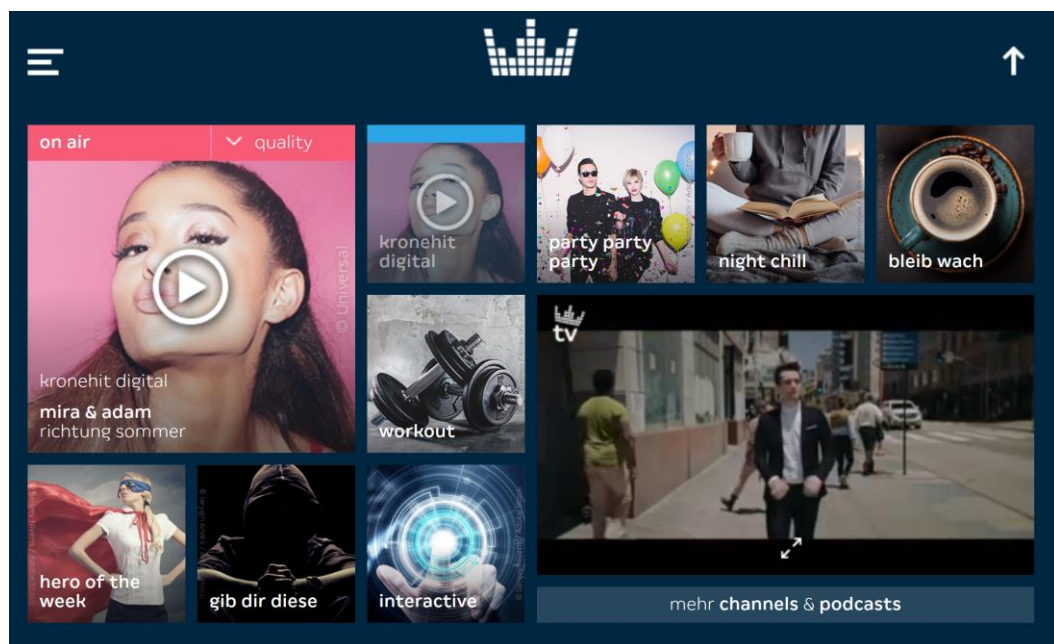 on air
quality
© Universal
kronehit digital
mira & adam
richtung sommer
kronehit
digital
party party
party
night chill
bleib wach
workout
tv
hero of the
week
gib dir diese
interactive
mehr channels & podcasts